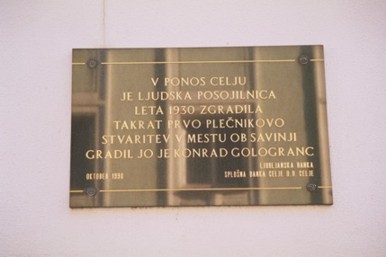 V PONOS CELJU
JE LJUDSKA POSOJILNICA
LETA 1930 ZGRADILA
TAKRAT PRVO PLEČNIKOVO
STVARITEV V MESTU OB SAVINJI
GRADIL JO JE KONRAD GOLOGRANC
LJUBLJANSKA BANKA
OKTOBER 1990 SPLOŠNA BANKA CELJE D.D. CELJE